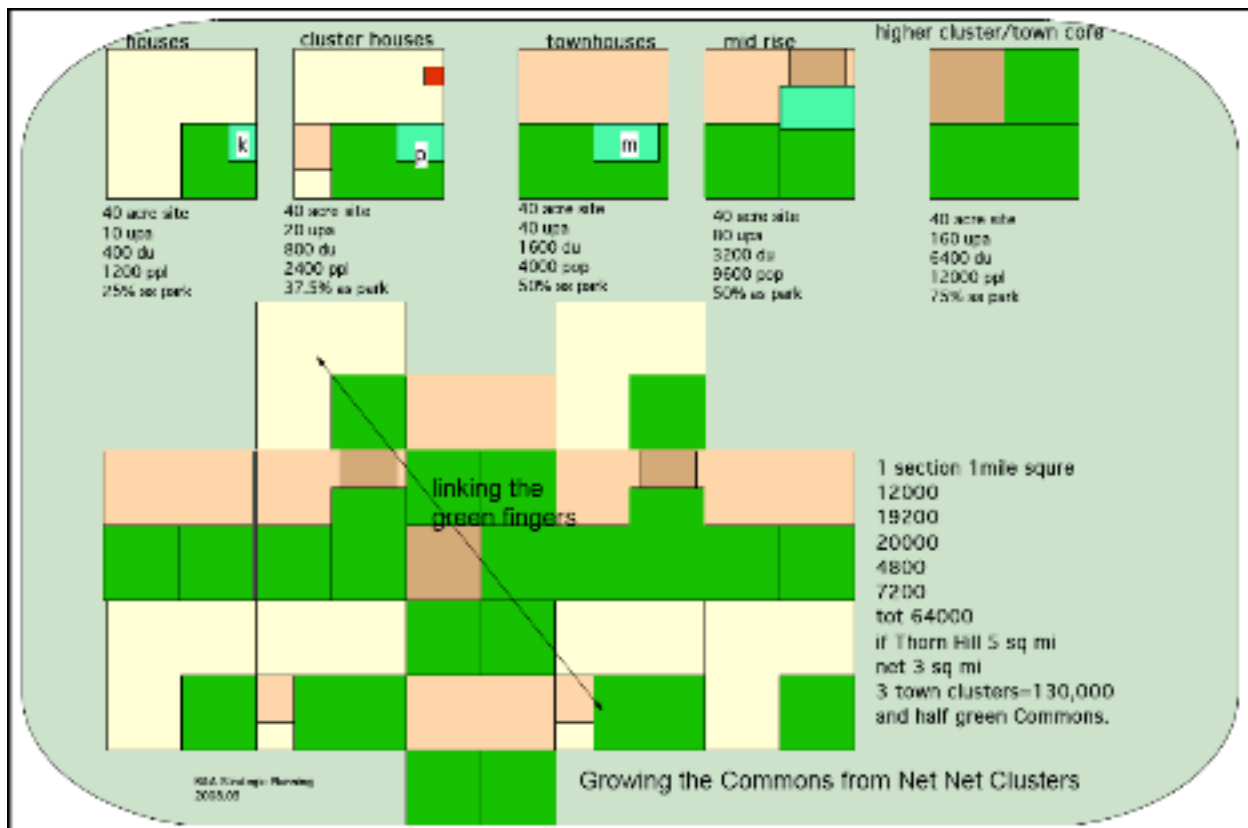 houses
40 acre site
10 upa
400 du
1200 ppl
25% as park
k
cluster houses
40 acre site
20 upa
800 du
2400 ppl
37.5% as park
p
townhouses
40 acre site
40 upa
1600 du
4000 pop
50% as park
m
mid rise
40 acre site
80 upa
3200 du
9600 pop
50% as park
higher cluster/town core
40 acre site
160 upa
6400 du
12000 ppl
75% as park
linking the
green fingers
1 section 1mile squre
12000
19200
20000
4800
7200
tot 64000
if Thorn Hill 5 sq mi
net 3 sq mi
3 town clusters=130,000
and half green Commons.
Strategic Planning
Growing the Commons from Net Net Clusters